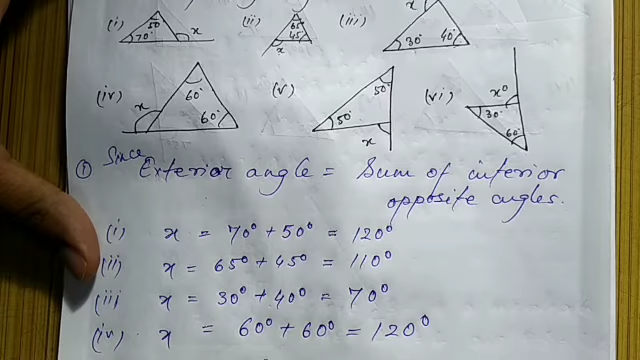 (i) 50° 70° x (ii) 65° 45° x (iii) x 30° 40°
(iv) x 60° 60° (v) 50° 50° x (vi) x° 30° 60°
① Since Exterior angle = Sum of interior
opposite angles.
(i) x = 70° + 50° = 120°
(ii) x = 65° + 45° = 110°
(iii) x = 30° + 40° = 70°
(iv) x = 60° + 60° = 120°